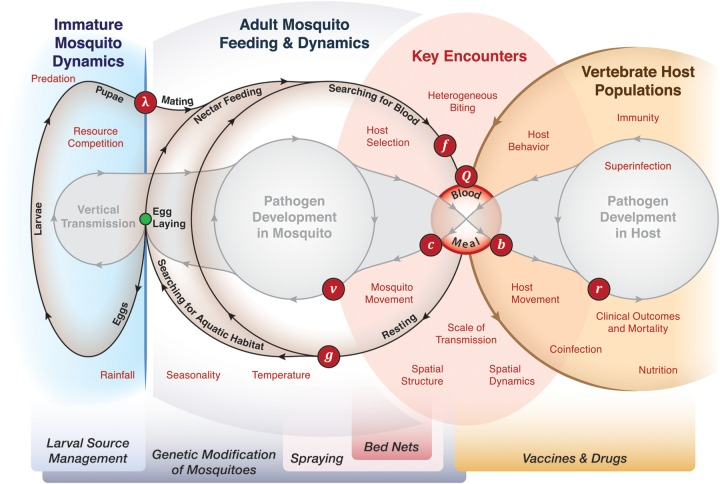 Immature
Mosquito
Dynamics
Adult Mosquito
Feeding & Dynamics
Key Encounters
Vertebrate Host
Populations
Predation
Pupae
λ
Mating
Nectar Feeding
Searching for Blood
Heterogeneous
Biting
Immunity
Resource
Competition
Host
Selection
f
Host
Behavior
Superinfection
Q
Blood
Larvae
Vertical
Transmission
Egg
Laying
Pathogen
Development
in Mosquito
Pathogen
Develpment
in Host
c
Meal
b
v
Mosquito
Movement
Host
Movement
r
Eggs
Searching for Aquatic Habitat
Resting
Scale of
Transmission
Clinical Outcomes
and Mortality
g
Coinfection
Rainfall
Seasonality
Temperature
Spatial
Structure
Spatial
Dynamics
Nutrition
Larval Source
Management
Genetic Modification
of Mosquitoes
Spraying
Bed Nets
Vaccines & Drugs